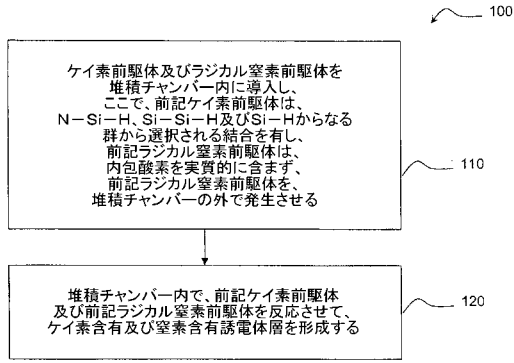 100
ケイ素前駆体及びラジカル窒素前駆体を
堆積チャンバー内に導入し、
ここで、前記ケイ素前駆体は、
N-Si-H、Si-Si-H及びSi-Hからなる
群から選択される結合を有し、
前記ラジカル窒素前駆体は、
内包酸素を実質的に含まず、
前記ラジカル窒素前駆体を、
堆積チャンバーの外で発生させる
110
堆積チャンバー内で、前記ケイ素前駆体
及び前記ラジカル窒素前駆体を反応させて、
ケイ素含有及び窒素含有誘電体層を形成する
120